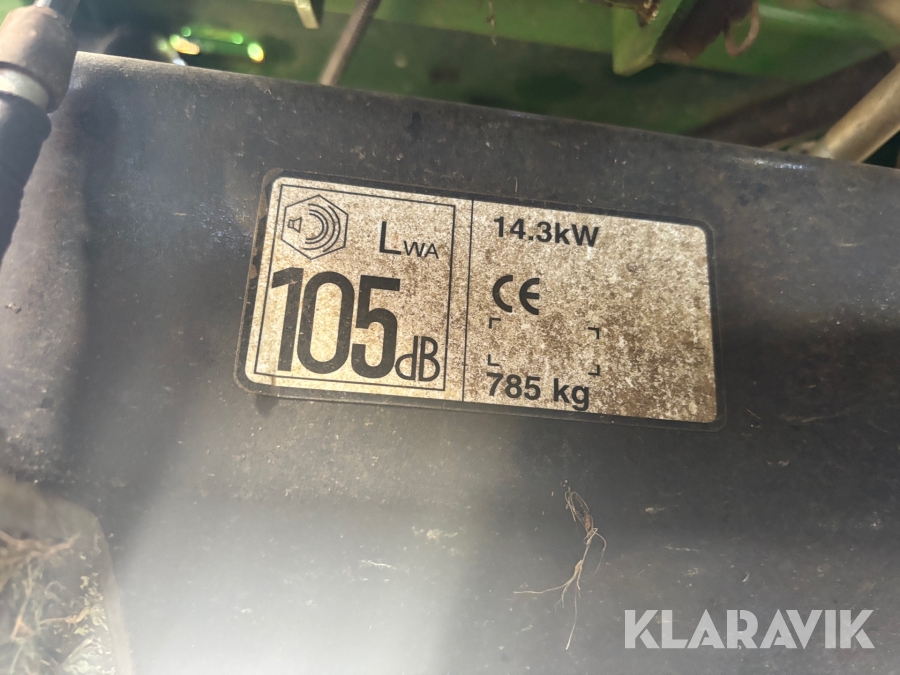 LWA
105dB
14.3kW
CE
785 kg
KLARAVIK